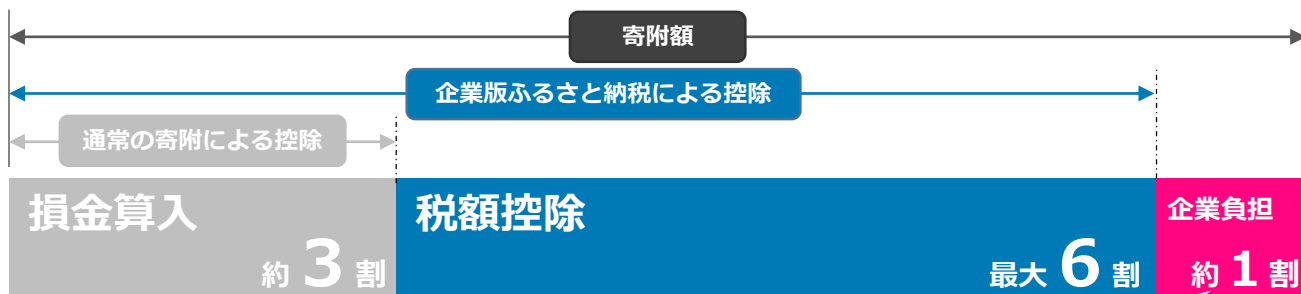 寄附額
企業版ふるさと納税による控除
通常の寄附による控除
損金算入
約 3 割
税額控除
最大 6 割
企業負担
約 1 割